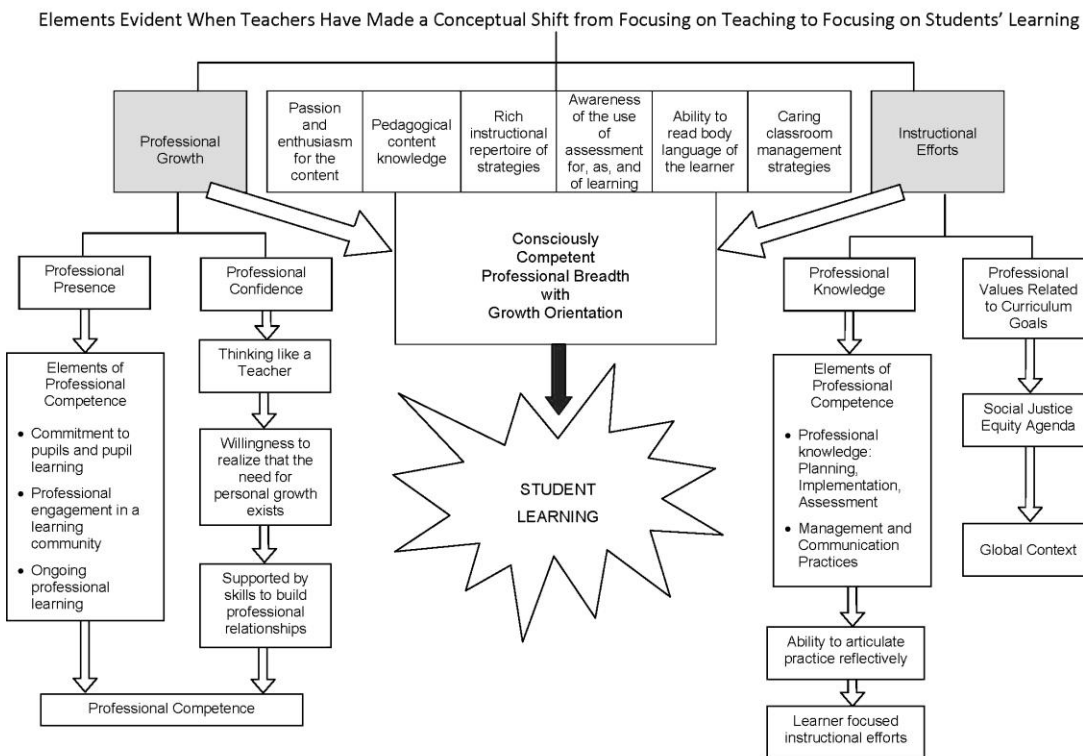 Elements Evident When Teachers Have Made a Conceptual Shift from Focusing on Teaching to Focusing on Students' Learning
Professional
Growth
Passion
and
enthusiasm
for the
content
Pedagogical
content
knowledge
Rich
instructional
repertoire of
strategies
Awareness
of the use
of
assessment
for, as, and
of learning
Ability to
read body
language of
the learner
Caring
classroom
management
strategies
Instructional
Efforts
Consciously
Competent
Professional Breadth
with
Growth Orientation
Professional
Presence
Professional
Confidence
Professional
Knowledge
Professional
Values Related
to Curriculum
Goals
Elements of
Professional
Competence
• Commitment to
pupils and pupil
learning
• Professional
engagement in a
learning
community
• Ongoing
professional
learning
Thinking like a
Teacher
Willingness to
realize that the
need for
personal growth
exists
Supported by
skills to build
professional
relationships
Professional Competence
STUDENT
LEARNING
Elements of
Professional
Competence
• Professional
knowledge:
Planning,
Implementation,
Assessment
• Management and
Communication
Practices
Ability to articulate
practice reflectively
Learner focused
instructional efforts
Social Justice
Equity Agenda
Global Context